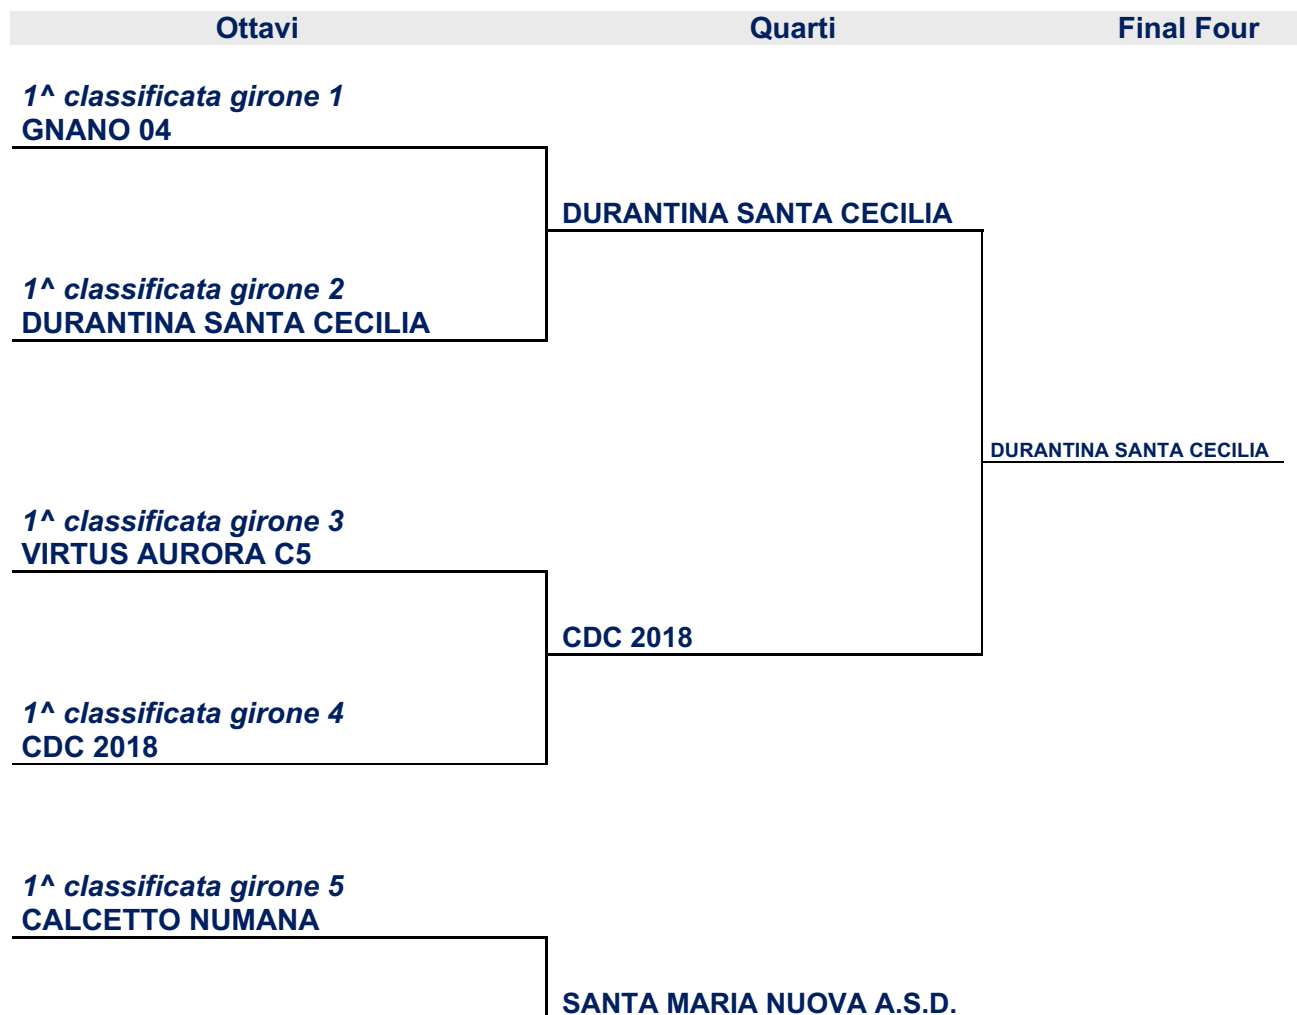 Ottavi Quarti Final Four
1^ classificata girone 1
GNANO 04
DURANTINA SANTA CECILIA
1^ classificata girone 2
DURANTINA SANTA CECILIA
DURANTINA SANTA CECILIA
1^ classificata girone 3
VIRTUS AURORA C5
CDC 2018
1^ classificata girone 4
CDC 2018
1^ classificata girone 5
CALCETTO NUMANA
SANTA MARIA NUOVA A.S.D.